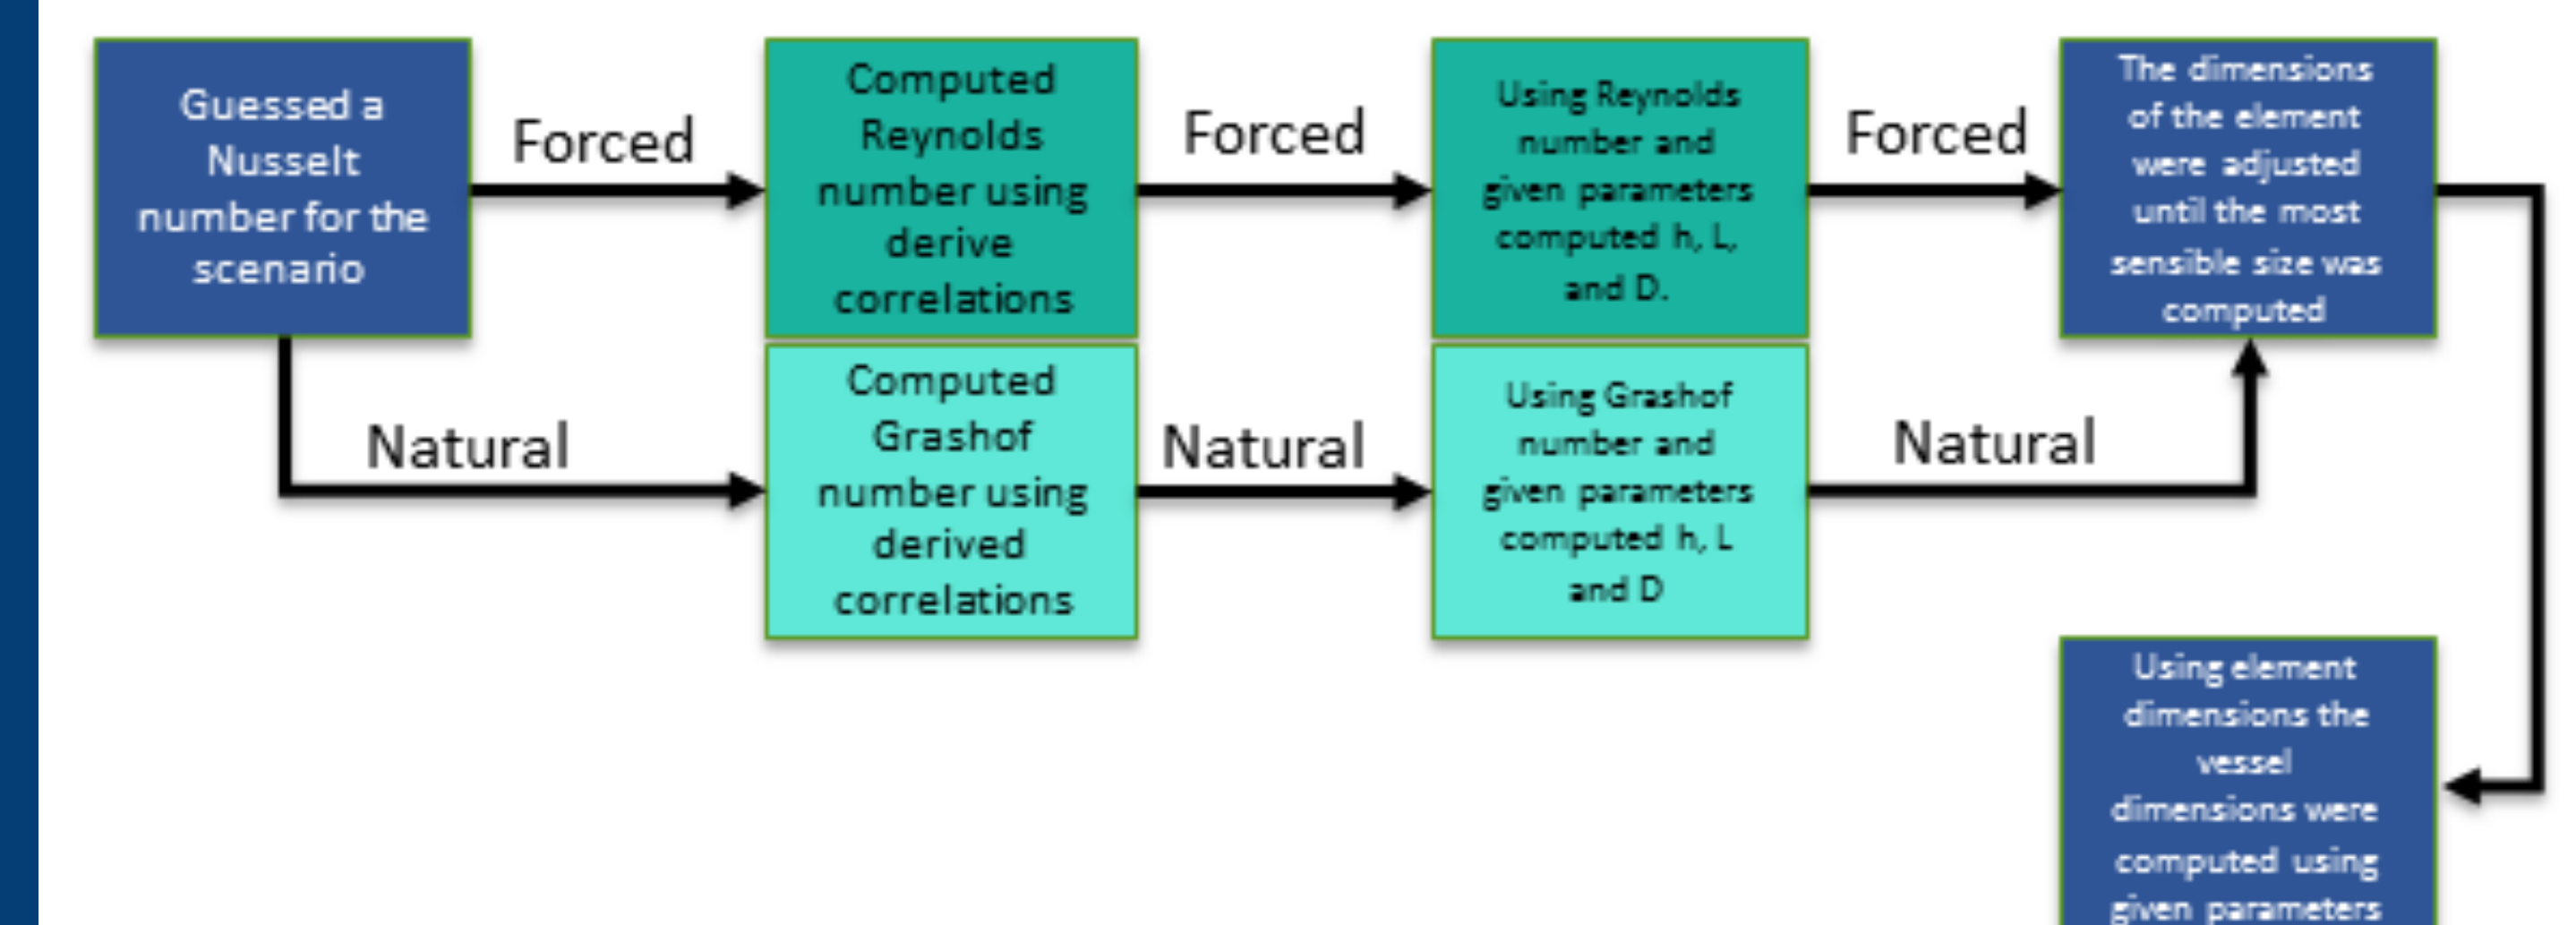 Guessed a
Nusselt
number for the
scenario
Forced
Computed
Reynolds
number using
derive
correlations
Forced
Using Reynolds
number and
given parameters
computed h, L,
and D.
Forced
The dimensions
of the element
were adjusted
until the most
sensible size was
computed
Natural
Computed
Grashof
number using
derived
correlations
Natural
Using Grashof
number and
given parameters
computed h, L
and D
Natural
Using element
dimensions the
vessel
dimensions were
computed using
given parameters